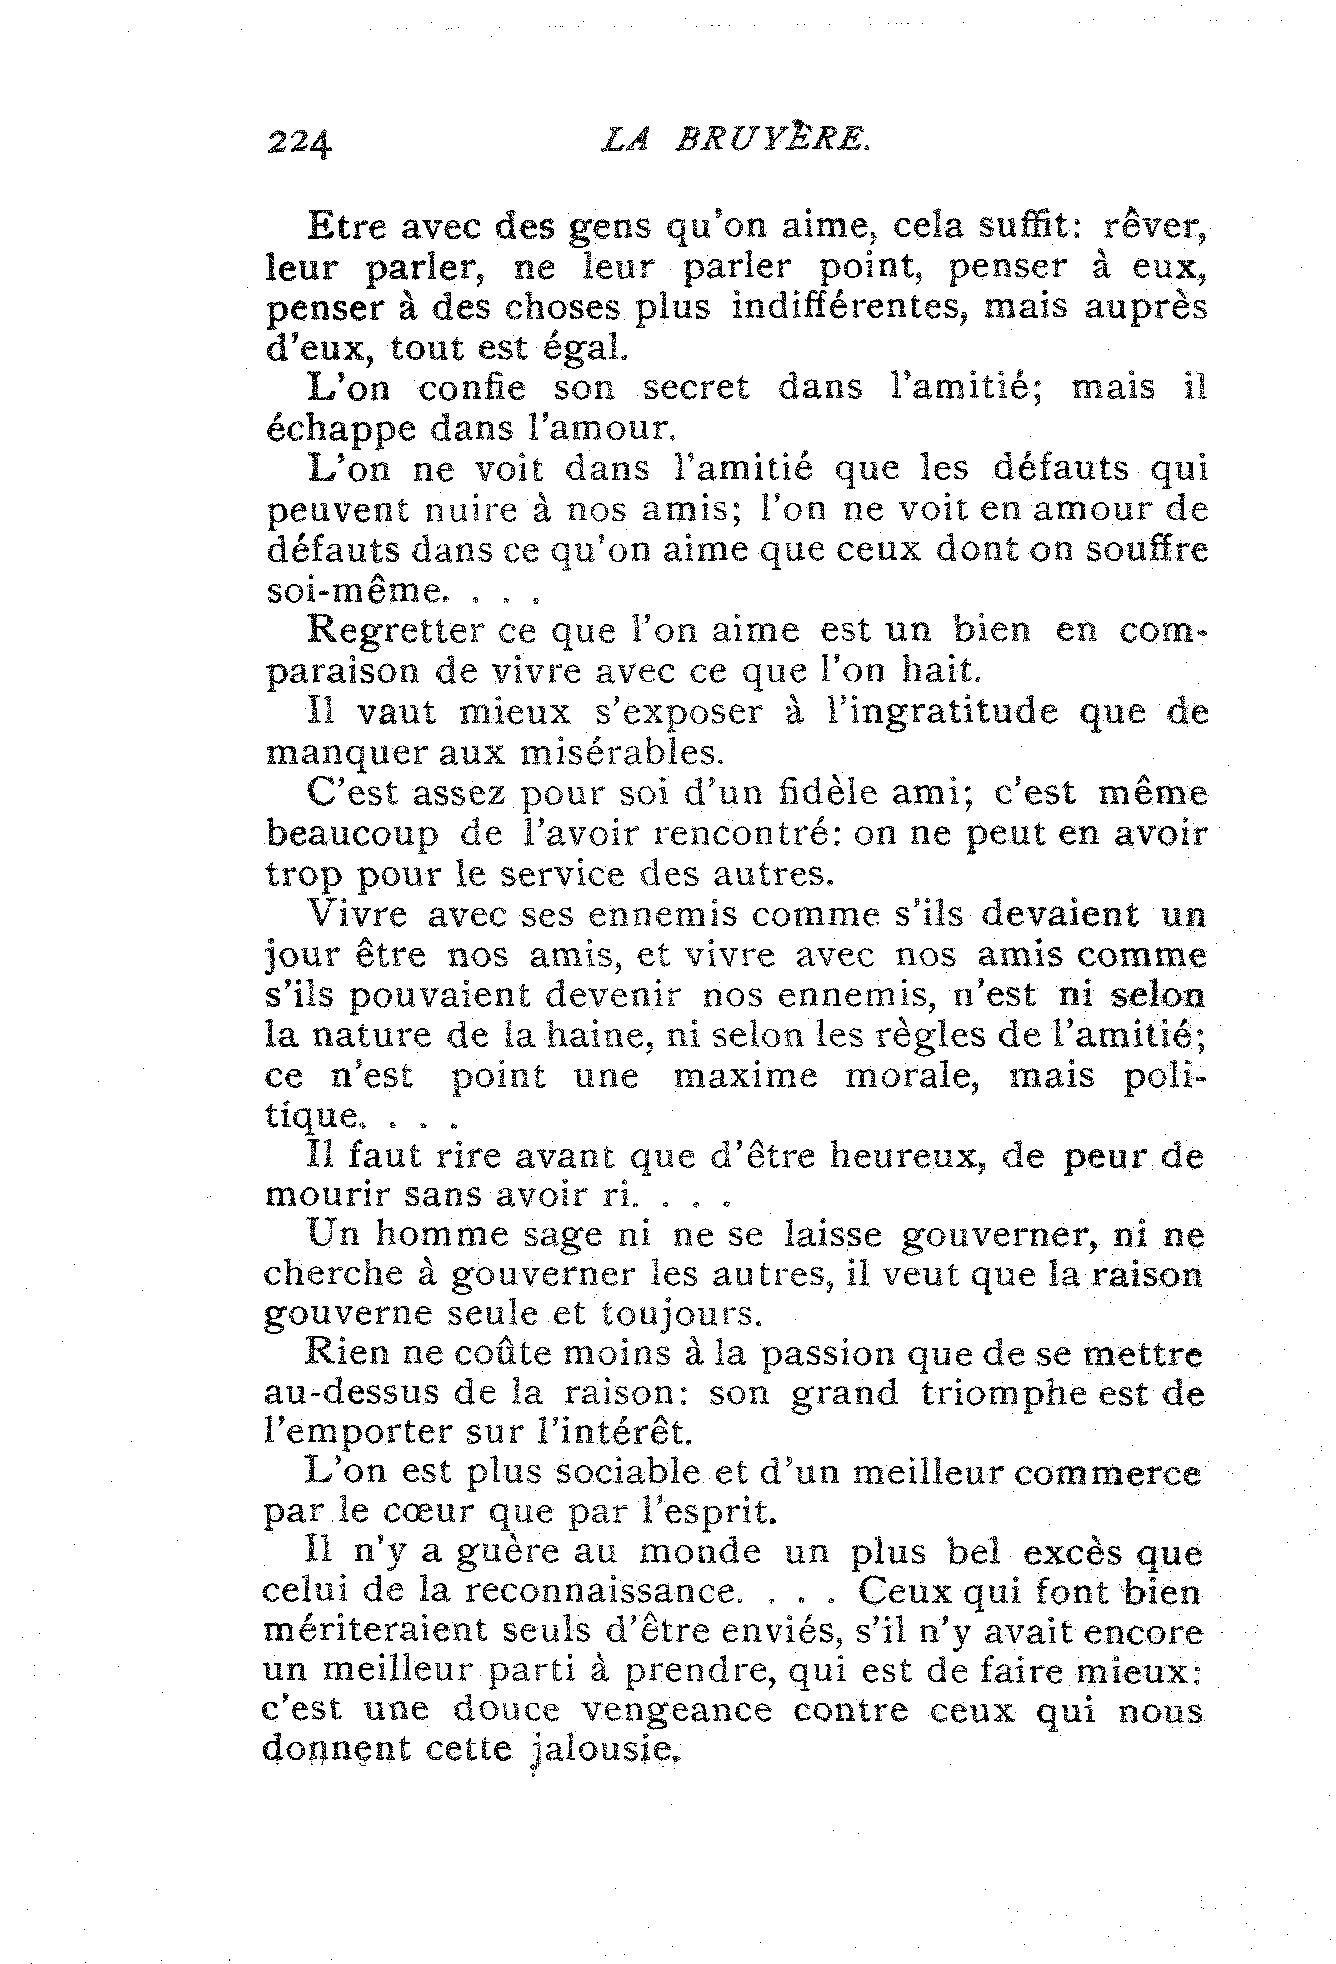 224 LA BRUYÈRE.
Etre avec des gens qu'on aime, cela suffit: rêver,
leur parler, ne leur parler point, penser à eux,
penser à des choses plus indifférentes, mais auprès
d'eux, tout est égal.
L'on confie son secret dans l'amitié; mais il
échappe dans l'amour.
L'on ne voit dans l'amitié que les défauts qui
peuvent nuire à nos amis; l'on ne voit en amour de
défauts dans ce qu'on aime que ceux dont on souffre
soi-même. . . .
Regretter ce que l'on aime est un bien en com-
paraison de vivre avec ce que l'on hait.
Il vaut mieux s'exposer à l'ingratitude que de
manquer aux misérables.
C'est assez pour soi d'un fidèle ami; c'est même
beaucoup de l'avoir rencontré: on ne peut en avoir
trop pour le service des autres.
Vivre avec ses ennemis comme s'ils devaient un
jour être nos amis, et vivre avec nos amis comme
s'ils pouvaient devenir nos ennemis, n'est ni selon
la nature de la haine, ni selon les règles de l'amitié;
ce n'est point une maxime morale, mais poli-
tique. . . .
Il faut rire avant que d'être heureux, de peur de
mourir sans avoir ri. . . .
Un homme sage ni ne se laisse gouverner, ni ne
cherche à gouverner les autres, il veut que la raison
gouverne seule et toujours.
Rien ne coûte moins à la passion que de se mettre
au-dessus de la raison: son grand triomphe est de
l'emporter sur l'intérêt.
L'on est plus sociable et d'un meilleur commerce
par le cœur que par l'esprit.
Il n'y a guère au monde un plus bel excès que
celui de la reconnaissance. . . . Ceux qui font bien
mériteraient seuls d'être enviés, s'il n'y avait encore
un meilleur parti à prendre, qui est de faire mieux:
c'est une douce vengeance contre ceux qui nous
donnent cette jalousie.